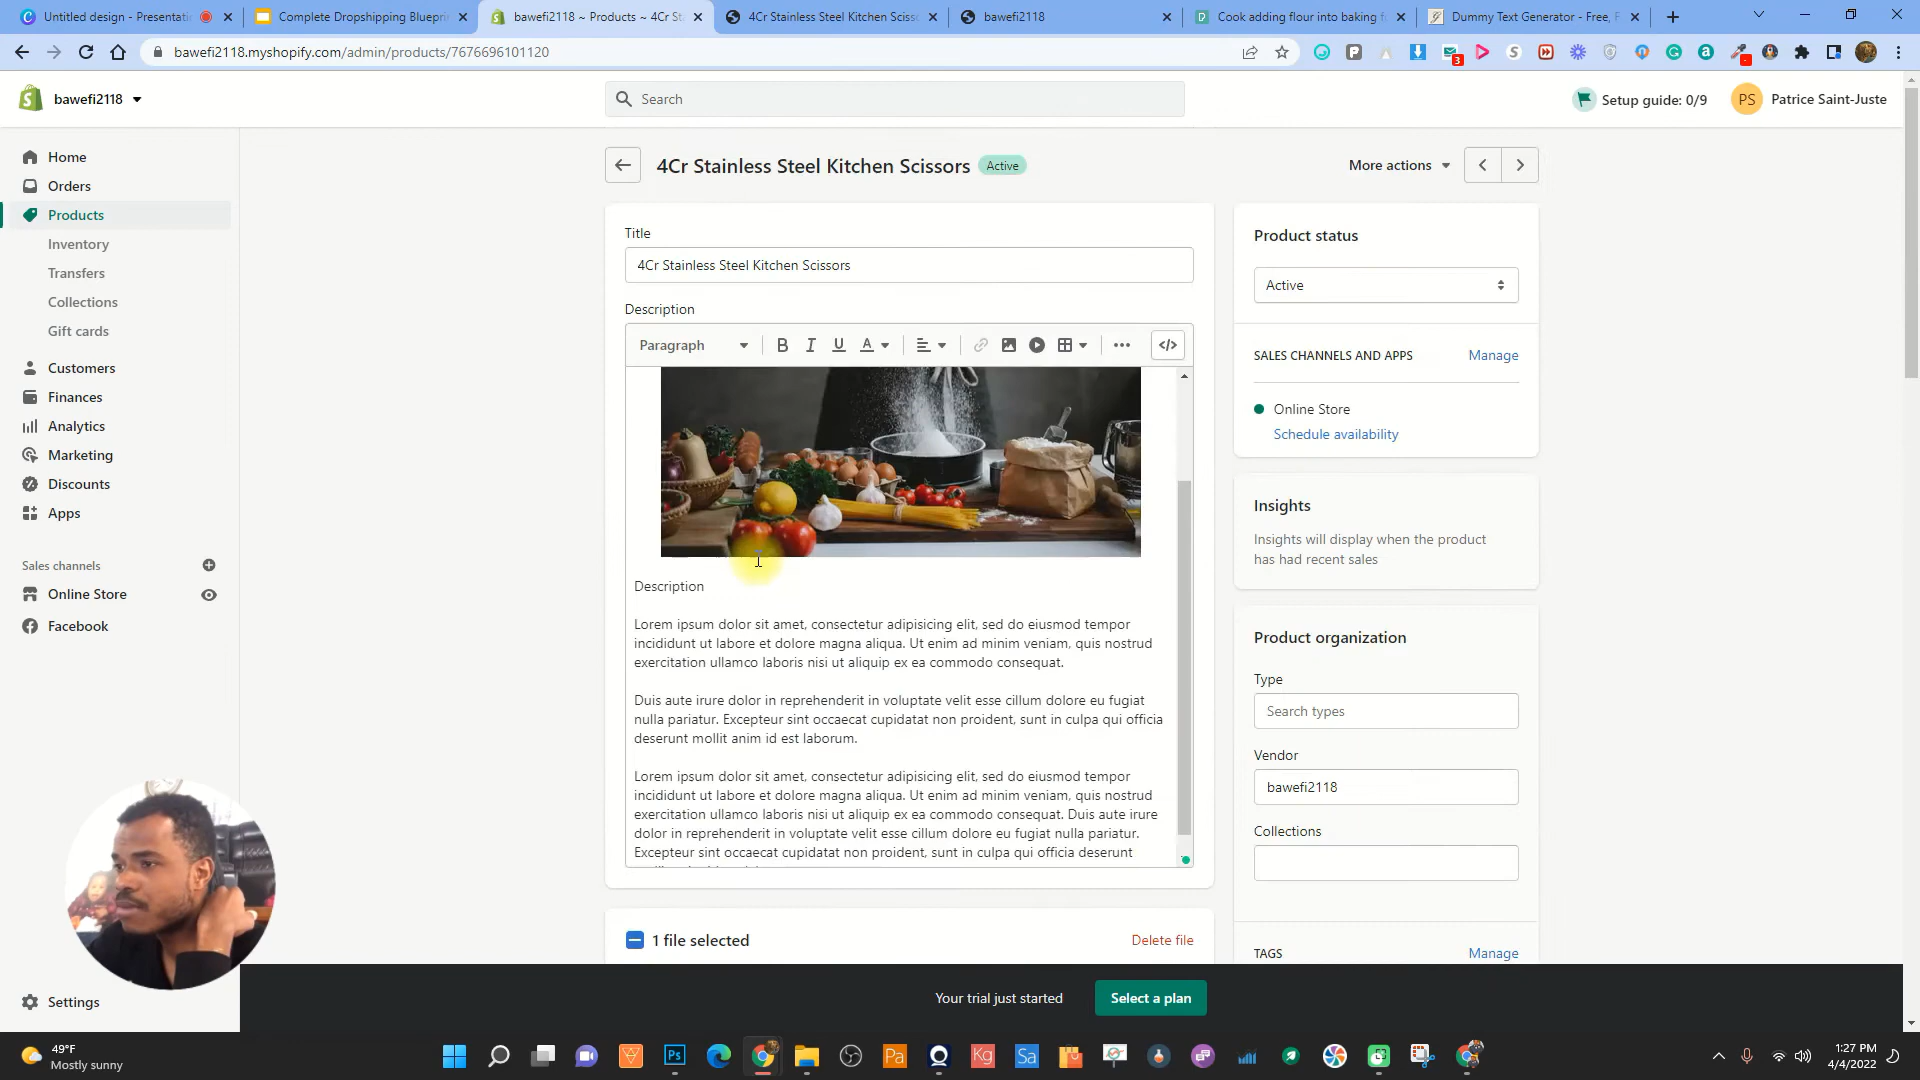 Untitled design - Presentati
Complete Dropshipping Bluepri
bawefi2118 ~ Products ~ 4Cr St
4Cr Stainless Steel Kitchen Scisso
bawefi2118
Cook adding flour into baking f
Dummy Text Generator - Free, F
bawefi2118.myshopify.com/admin/products/7676696101120
3
bawefi2118
Search
Setup guide: 0/9
PS
Patrice Saint-Juste
Home
Orders
Products
Inventory
Transfers
Collections
Gift cards
Customers
Finances
Analytics
Marketing
Discounts
Apps
Sales channels
Online Store
Facebook
Settings
4Cr Stainless Steel Kitchen Scissors
Active
More actions
Title
4Cr Stainless Steel Kitchen Scissors
Description
Paragraph
B I U A
Description
Lorem ipsum dolor sit amet, consectetur adipisicing elit, sed do eiusmod tempor
incididunt ut labore et dolore magna aliqua. Ut enim ad minim veniam, quis nostrud
exercitation ullamco laboris nisi ut aliquip ex ea commodo consequat.
Duis aute irure dolor in reprehenderit in voluptate velit esse cillum dolore eu fugiat
nulla pariatur. Excepteur sint occaecat cupidatat non proident, sunt in culpa qui officia
deserunt mollit anim id est laborum.
Lorem ipsum dolor sit amet, consectetur adipisicing elit, sed do eiusmod tempor
incididunt ut labore et dolore magna aliqua. Ut enim ad minim veniam, quis nostrud
exercitation ullamco laboris nisi ut aliquip ex ea commodo consequat. Duis aute irure
dolor in reprehenderit in voluptate velit esse cillum dolore eu fugiat nulla pariatur.
Excepteur sint occaecat cupidatat non proident, sunt in culpa qui officia deserunt
1 file selected
Delete file
Product status
Active
SALES CHANNELS AND APPS
Manage
Online Store
Schedule availability
Insights
Insights will display when the product
has had recent sales
Product organization
Type
Search types
Vendor
bawefi2118
Collections
TAGS
Manage
Your trial just started
Select a plan
49°F
Mostly sunny
Ps
Pa
Kg
Sa
1:27 PM
4/4/2022